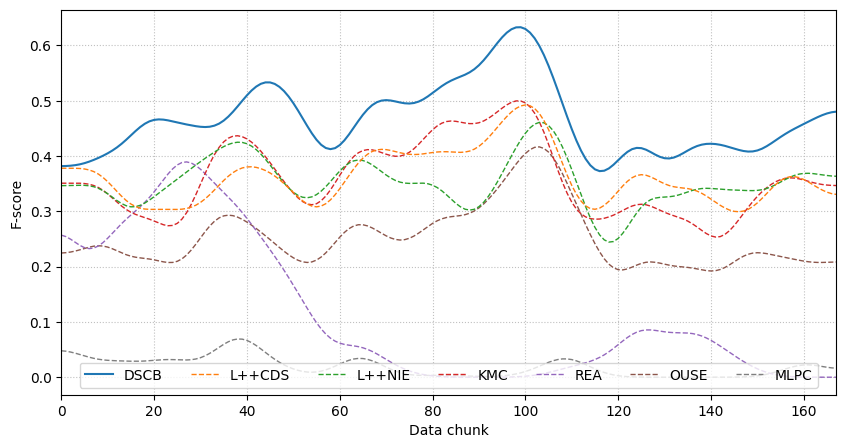 F-score
0.6
0.5
0.4
0.3
0.2
0.1
0.0
DSCB L++CDS L++NIE KMC REA OUSE MLPC
0 20 40 60 80 100 120 140 160
Data chunk